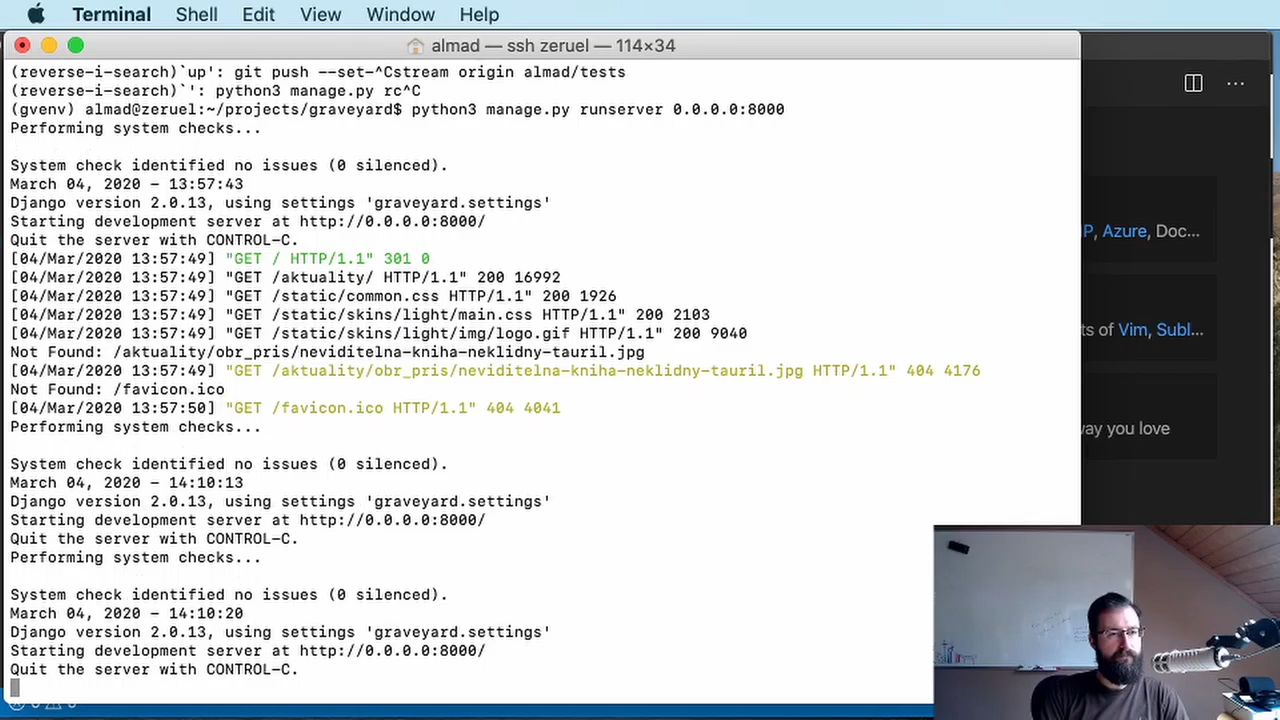 Terminal Shell Edit View Window Help
almad — ssh zeruel — 114×34
(reverse-i-search)`up': git push --set-^Cstream origin almad/tests
(reverse-i-search)`': python3 manage.py rc^C
(gvenv) almad@zeruel:~/projects/graveyard$ python3 manage.py runserver 0.0.0.0:8000
Performing system checks...
System check identified no issues (0 silenced).
March 04, 2020 - 13:57:43
Django version 2.0.13, using settings 'graveyard.settings'
Starting development server at http://0.0.0.0:8000/
Quit the server with CONTROL-C.
[04/Mar/2020 13:57:49] "GET / HTTP/1.1" 301 0
[04/Mar/2020 13:57:49] "GET /aktuality/ HTTP/1.1" 200 16992
[04/Mar/2020 13:57:49] "GET /static/common.css HTTP/1.1" 200 1926
[04/Mar/2020 13:57:49] "GET /static/skins/light/main.css HTTP/1.1" 200 2103
[04/Mar/2020 13:57:49] "GET /static/skins/light/img/logo.gif HTTP/1.1" 200 9040
Not Found: /aktuality/obr_pris/neviditelna-kniha-neklidny-tauril.jpg
[04/Mar/2020 13:57:49] "GET /aktuality/obr_pris/neviditelna-kniha-neklidny-tauril.jpg HTTP/1.1" 404 4176
Not Found: /favicon.ico
[04/Mar/2020 13:57:50] "GET /favicon.ico HTTP/1.1" 404 4041
Performing system checks...
System check identified no issues (0 silenced).
March 04, 2020 - 14:10:13
Django version 2.0.13, using settings 'graveyard.settings'
Starting development server at http://0.0.0.0:8000/
Quit the server with CONTROL-C.
Performing system checks...
System check identified no issues (0 silenced).
March 04, 2020 - 14:10:20
Django version 2.0.13, using settings 'graveyard.settings'
Starting development server at http://0.0.0.0:8000/
Quit the server with CONTROL-C.
P, Azure, Doc...
ts of Vim, Subl...
way you love